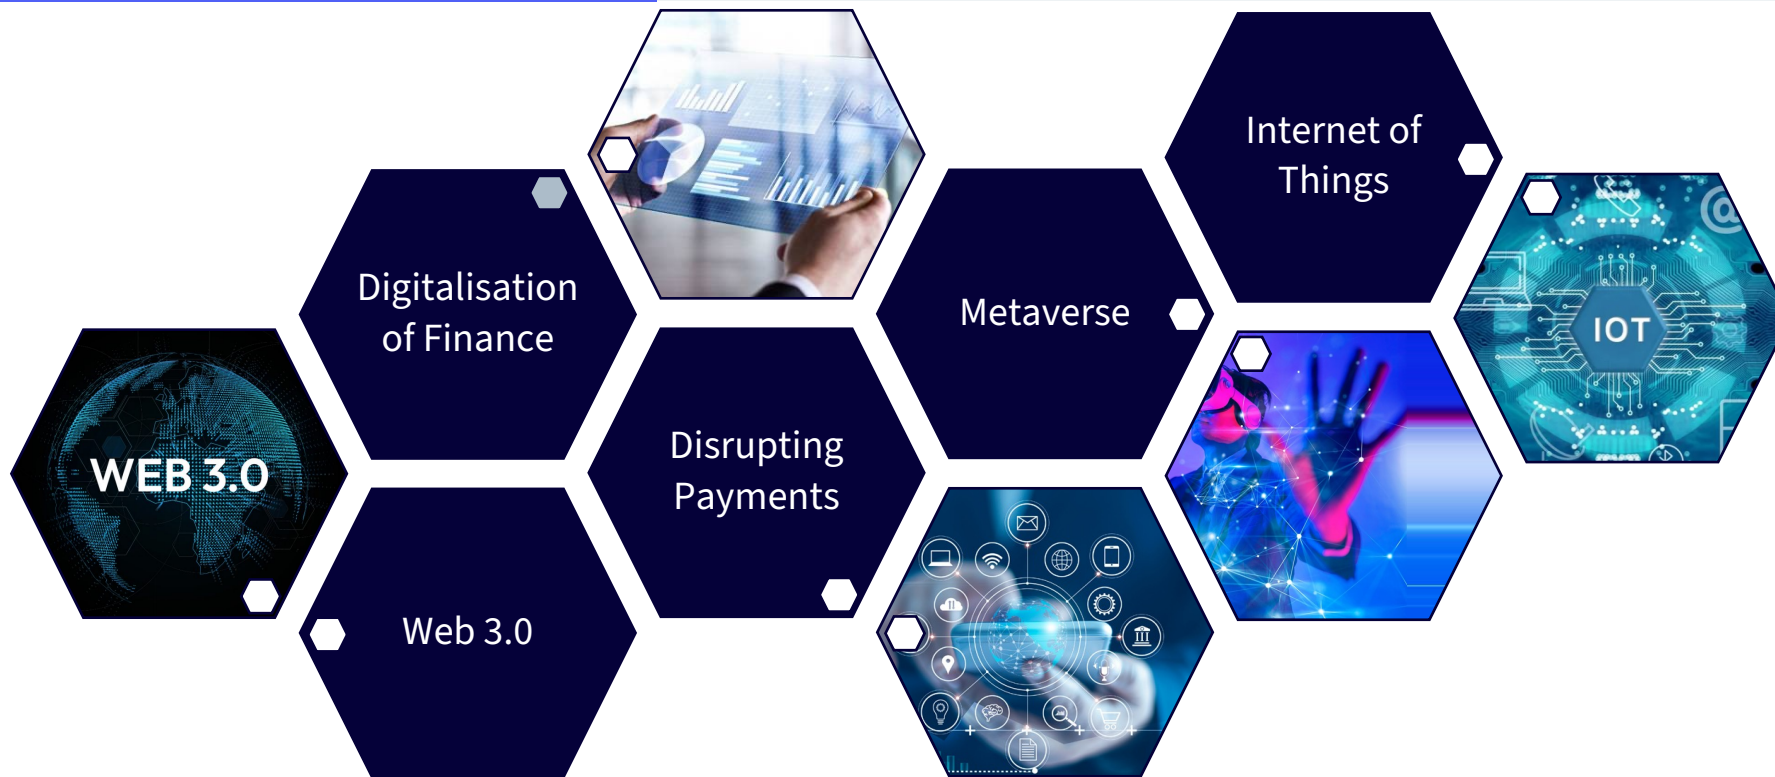 Internet of
Things
Digitalisation
of Finance
Metaverse
IOT
@
Disrupting
Payments
WEB 3.0
Web 3.0